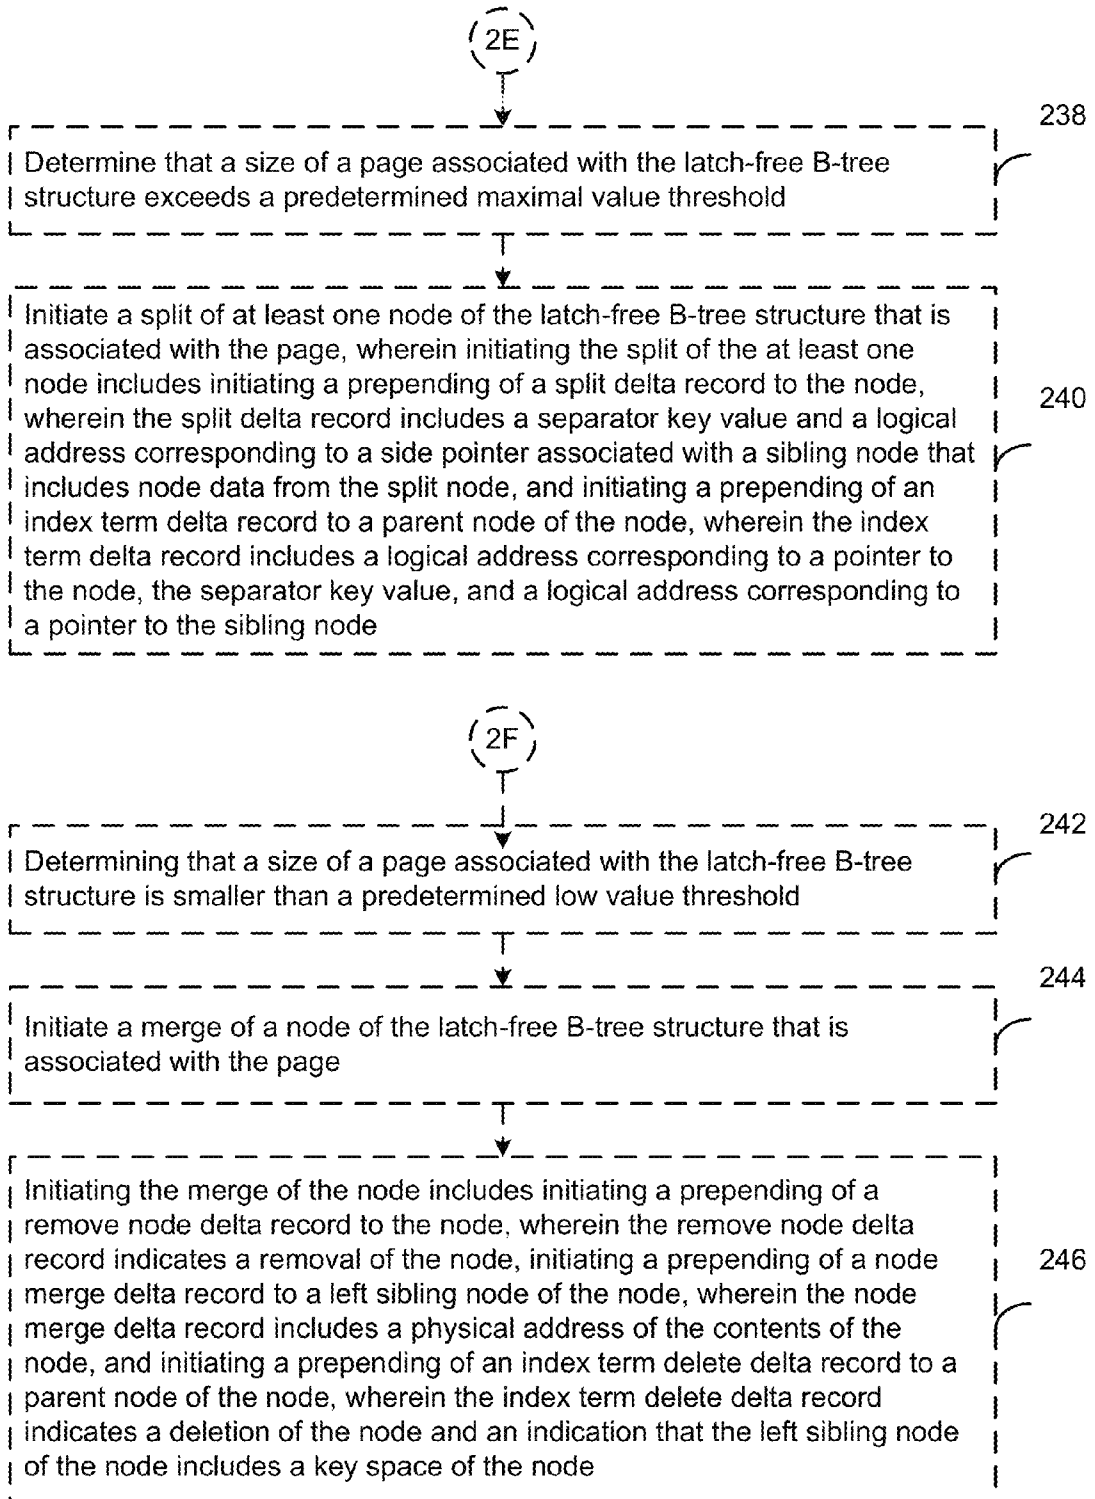 2E
238
Determine that a size of a page associated with the latch-free B-tree
structure exceeds a predetermined maximal value threshold
Initiate a split of at least one node of the latch-free B-tree structure that is
associated with the page, wherein initiating the split of the at least one
node includes initiating a prepending of a split delta record to the node,
wherein the split delta record includes a separator key value and a logical
address corresponding to a side pointer associated with a sibling node that
includes node data from the split node, and initiating a prepending of an
index term delta record to a parent node of the node, wherein the index
term delta record includes a logical address corresponding to a pointer to
the node, the separator key value, and a logical address corresponding to
a pointer to the sibling node
240
2F
242
Determining that a size of a page associated with the latch-free B-tree
structure is smaller than a predetermined low value threshold
244
Initiate a merge of a node of the latch-free B-tree structure that is
associated with the page
Initiating the merge of the node includes initiating a prepending of a
remove node delta record to the node, wherein the remove node delta
record indicates a removal of the node, initiating a prepending of a node
merge delta record to a left sibling node of the node, wherein the node
merge delta record includes a physical address of the contents of the
node, and initiating a prepending of an index term delete delta record to a
parent node of the node, wherein the index term delete delta record
indicates a deletion of the node and an indication that the left sibling node
of the node includes a key space of the node
246